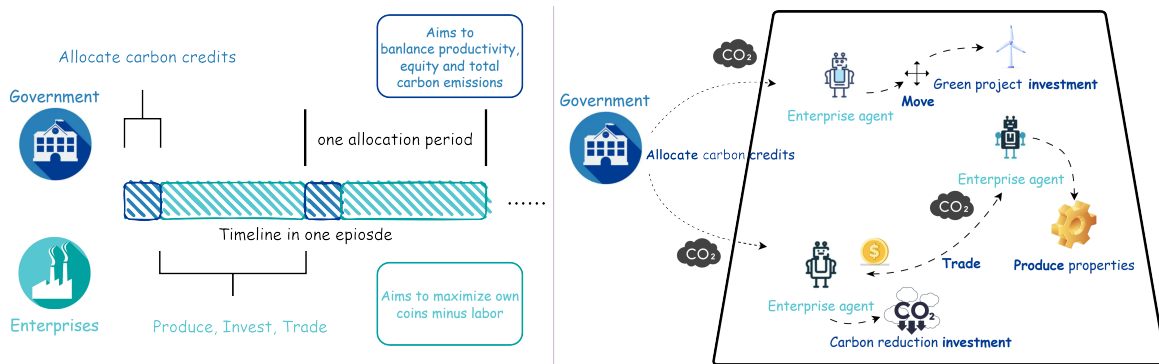 Allocate carbon credits
Government
Aims to
banlance productivity,
equity and total
carbon emissions
one allocation period
......
Timeline in one epiosde
Enterprises
Produce, Invest, Trade
Aims to maximize own
coins minus labor
Government
Allocate carbon credits
CO2
CO2
Enterprise agent
Move
Green project investment
Enterprise agent
CO2
Trade
Produce properties
$
Enterprise agent
CO2
Carbon reduction investment